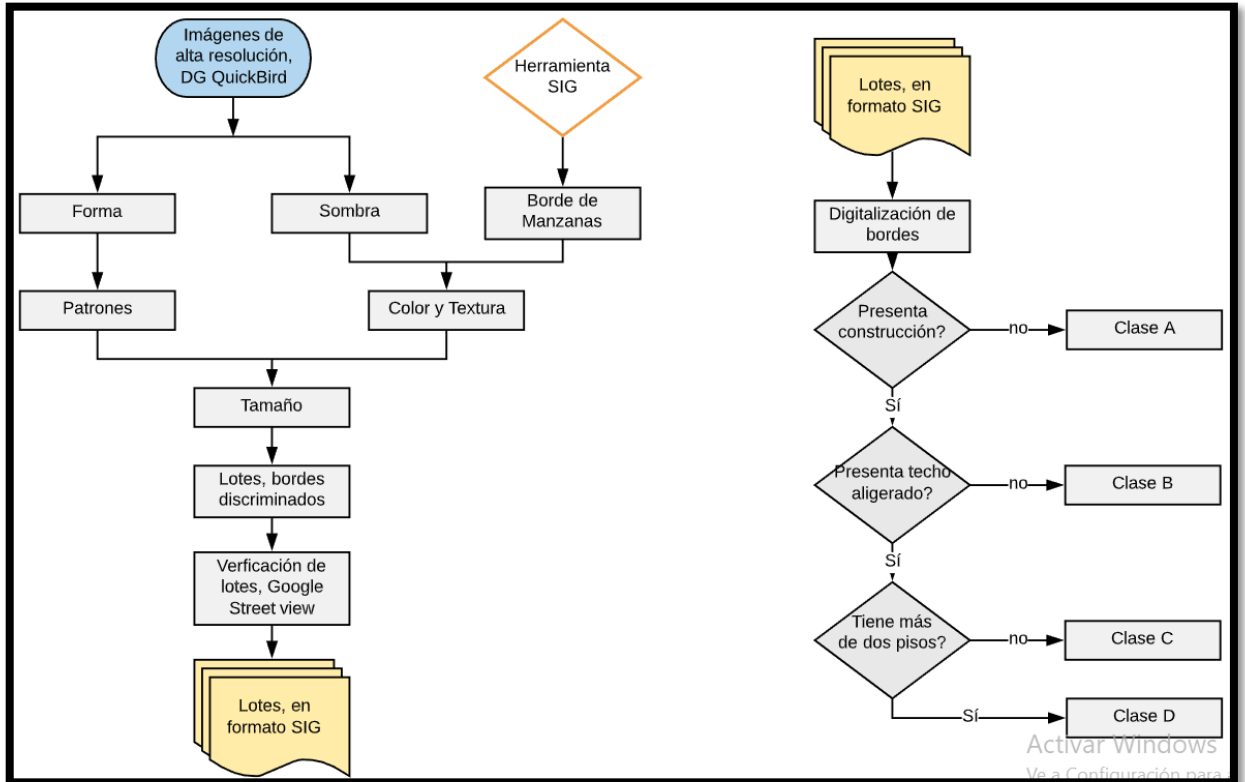 Imágenes de
alta resolución,
DG QuickBird
Herramienta
SIG
Forma
Sombra
Borde de
Manzanas
Patrones
Color y Textura
Tamaño
Lotes, bordes
discriminados
Verficación de
lotes, Google
Street view
Lotes, en
formato SIG
Lotes, en
formato SIG
Digitalización de
bordes
Presenta
construcción?
no
Clase A
Sí
Presenta techo
aligerado?
no
Clase B
Sí
Tiene más
de dos pisos?
no
Clase C
Sí
Clase D
Activar Windows
Ve a Configuración para